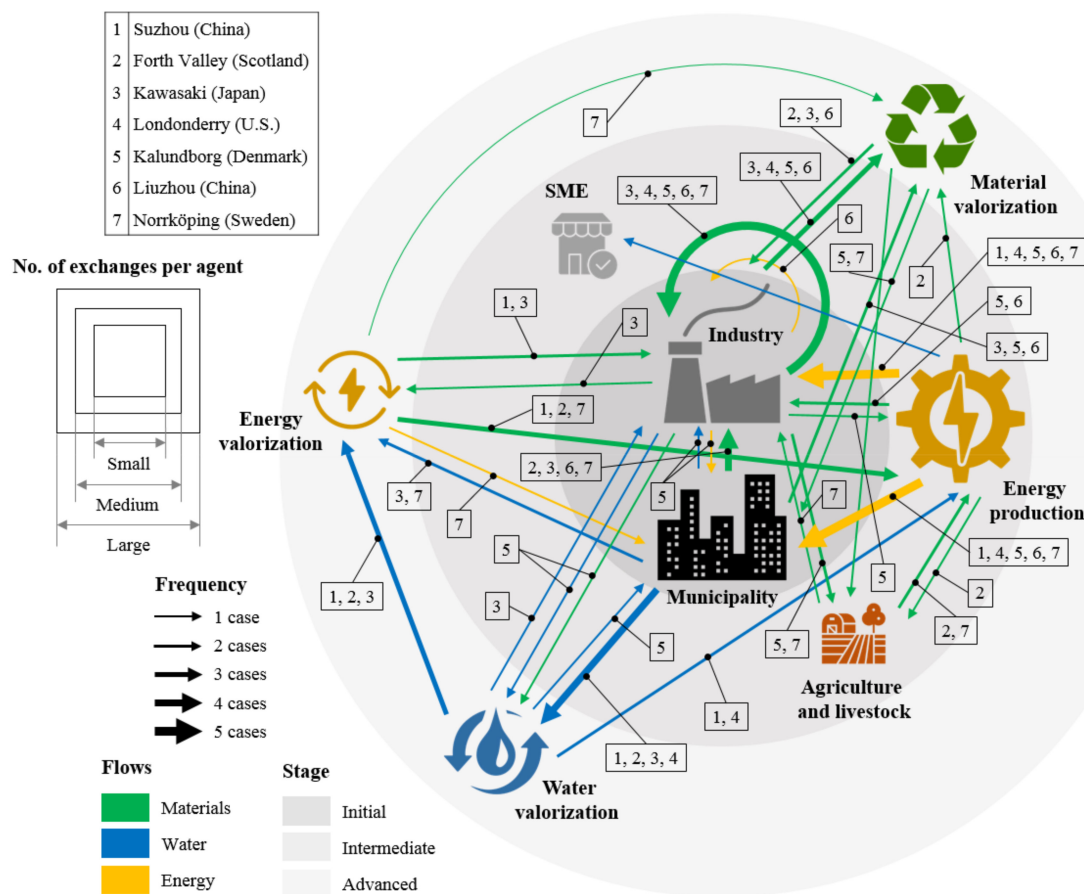 1 Suzhou (China)
2 Forth Valley (Scotland)
3 Kawasaki (Japan)
4 Londonderry (U.S.)
5 Kalundborg (Denmark)
6 Liuzhou (China)
7 Norrköping (Sweden)
No. of exchanges per agent
Small
Medium
Large
Frequency
1 case
2 cases
3 cases
4 cases
5 cases
Flows
Materials
Water
Energy
Stage
Initial
Intermediate
Advanced
7
2, 3, 6
3, 4, 5, 6
SME
3, 4, 5, 6, 7
6
Material
valorization
1, 4, 5, 6, 7
5, 7
2
5, 6
1, 3
3
Industry
3, 5, 6
Energy
valorization
1, 2, 7
2, 3, 6, 7
3, 7
5
7
7
Energy
production
1, 4, 5, 6, 7
5
1, 2, 3
5
Municipality
2
3
5
5, 7
2, 7
1, 4
Agriculture
and livestock
1, 2, 3, 4
Water
valorization